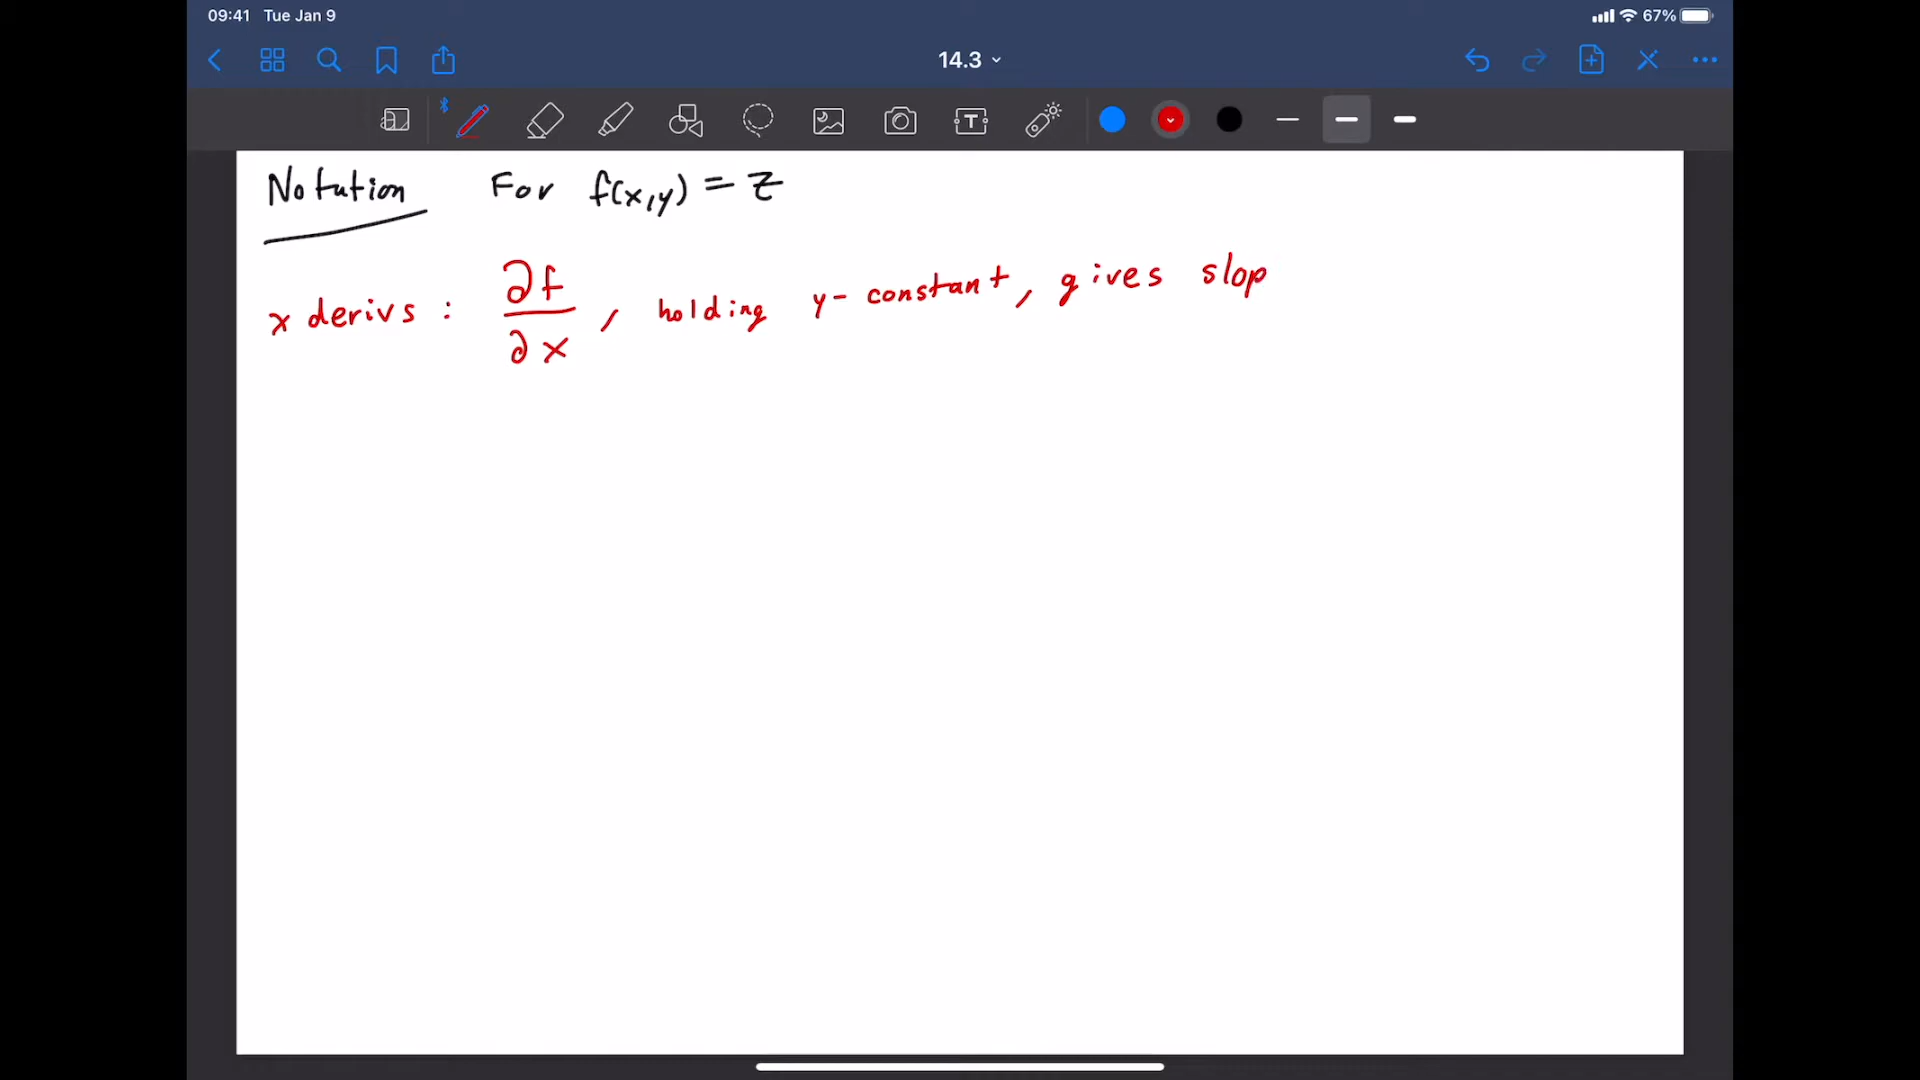 09:41 Tue Jan 9 67%
14.3
T
Notation For f(x,y) = z
x derivs : ∂f/∂x , holding y- constant, gives slop